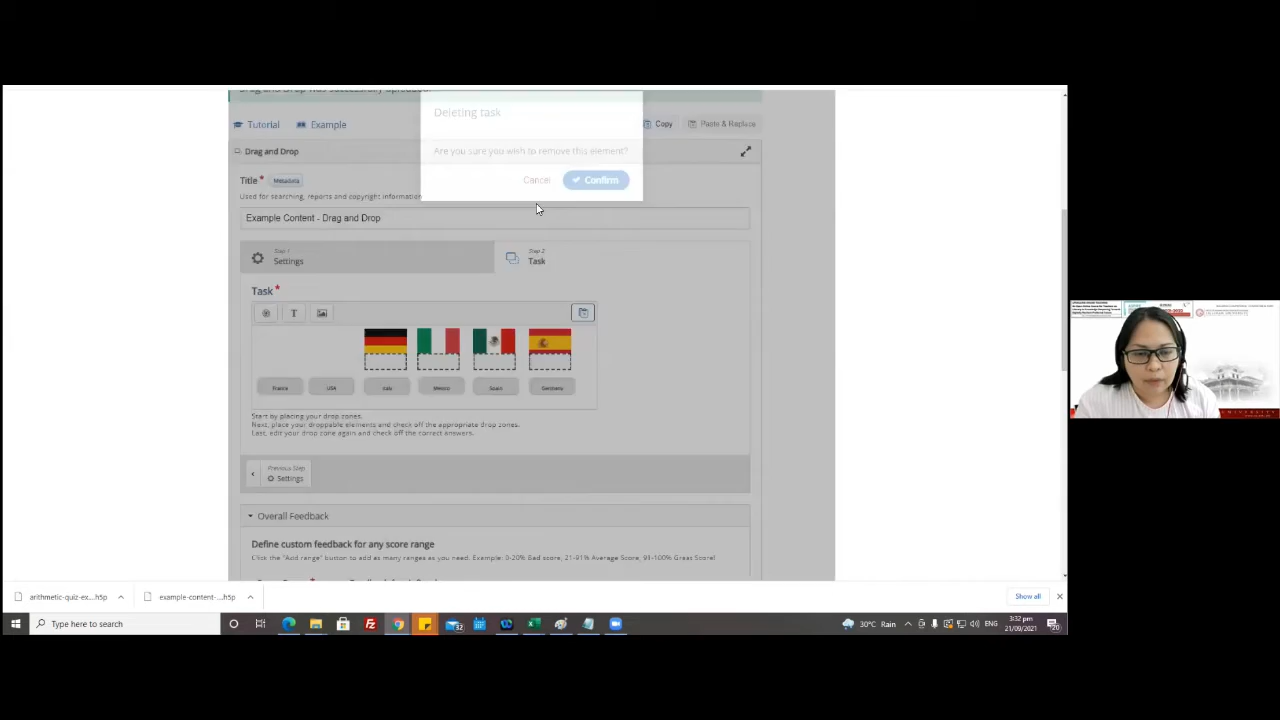 Deleting task
Tutorial
Example
Copy
Paste & Replace
Are you sure you wish to remove this element?
Drag and Drop
Cancel
Confirm
Title *
Metadata
Used for searching, reports and copyright information
Example Content - Drag and Drop
Step 1
Settings
Step 2
Task
Task *
T
France
USA
Italy
Mexico
Spain
Germany
Start by placing your drop zones.
Next, place your droppable elements and check off the appropriate drop zones.
Last, edit your drop zone again and check off the correct answers.
Previous Step
Settings
Overall Feedback
Define custom feedback for any score range
Click the "Add range" button to add as many ranges as you need. Example: 0-20% Bad score, 21-91% Average Score, 91-100% Great Score!
arithmetic-quiz-ex....h5p
example-content-....h5p
Show all
Type here to search
32
30°C Rain
ENG
3:32 pm
21/09/2021
20